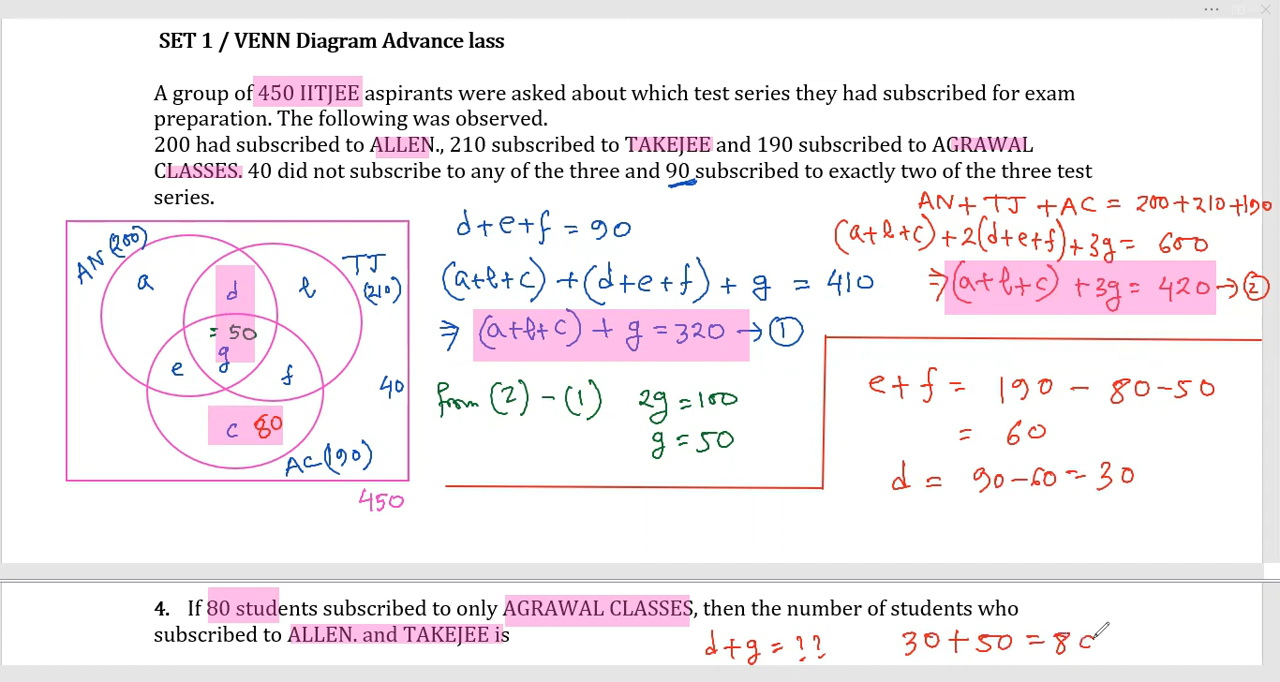 SET 1 / VENN Diagram Advance lass
A group of 450 IITJEE aspirants were asked about which test series they had subscribed for exam
preparation. The following was observed.
200 had subscribed to ALLEN., 210 subscribed to TAKEJEE and 190 subscribed to AGRAWAL
CLASSES. 40 did not subscribe to any of the three and 90 subscribed to exactly two of the three test
series.
AN(200)
a
d
b
TJ
(210)
= 50
g
e
f
40
c 80
AC(190)
450
d+e+f = 90
(a+b+c) + (d+e+f) + g = 410
⇒ (a+b+c) + g = 320 → ①
from (2) - (1) 2g = 100
g = 50
AN + TJ + AC = 200+210+190
(a+b+c) + 2(d+e+f) + 3g = 600
⇒ (a+b+c) + 3g = 420 → ②
e+f = 190 - 80 - 50
= 60
d = 90 - 60 = 30
4. If 80 students subscribed to only AGRAWAL CLASSES, then the number of students who
subscribed to ALLEN. and TAKEJEE is
d+g = ?? 30 + 50 = 80